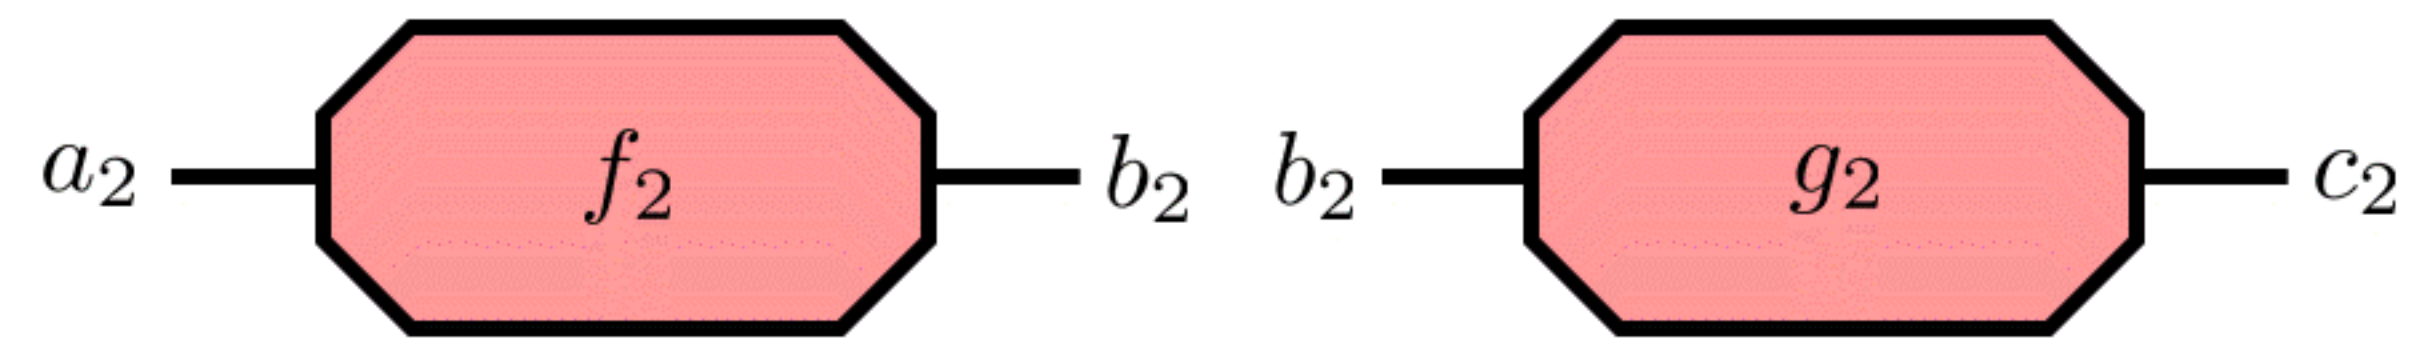 a₂ f₂ b₂ b₂ g₂ c₂